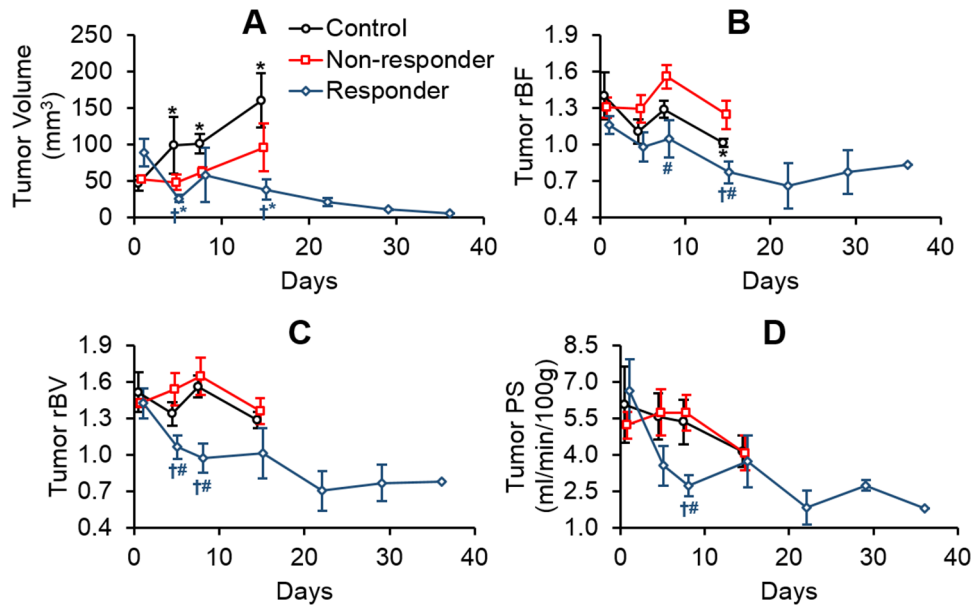 A
Tumor Volume
(mm³)
250
200
150
100
50
0
0 10 20 30 40
Days
Control
Non-responder
Responder
* * *
†* †*
B
Tumor rBF
1.9
1.6
1.3
1.0
0.7
0.4
0 10 20 30 40
Days
*
# †#
C
Tumor rBV
1.9
1.6
1.3
1.0
0.7
0.4
0 10 20 30 40
Days
†# †#
D
Tumor PS
(ml/min/100g)
8.5
7.0
5.5
4.0
2.5
1.0
0 10 20 30 40
Days
†#